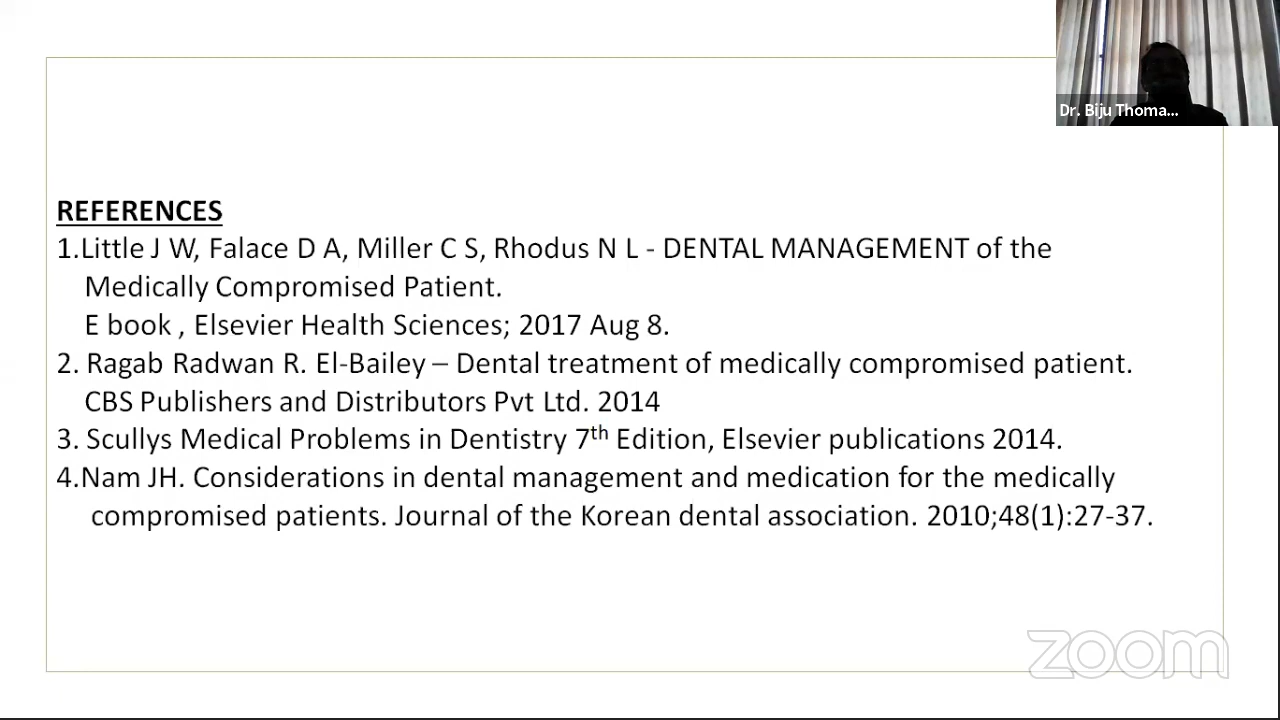 Dr. Biju Thoma...
REFERENCES
1.Little J W, Falace D A, Miller C S, Rhodus N L - DENTAL MANAGEMENT of the
Medically Compromised Patient.
E book , Elsevier Health Sciences; 2017 Aug 8.
2. Ragab Radwan R. El-Bailey – Dental treatment of medically compromised patient.
CBS Publishers and Distributors Pvt Ltd. 2014
3. Scullys Medical Problems in Dentistry 7th Edition, Elsevier publications 2014.
4.Nam JH. Considerations in dental management and medication for the medically
compromised patients. Journal of the Korean dental association. 2010;48(1):27-37.
zoom